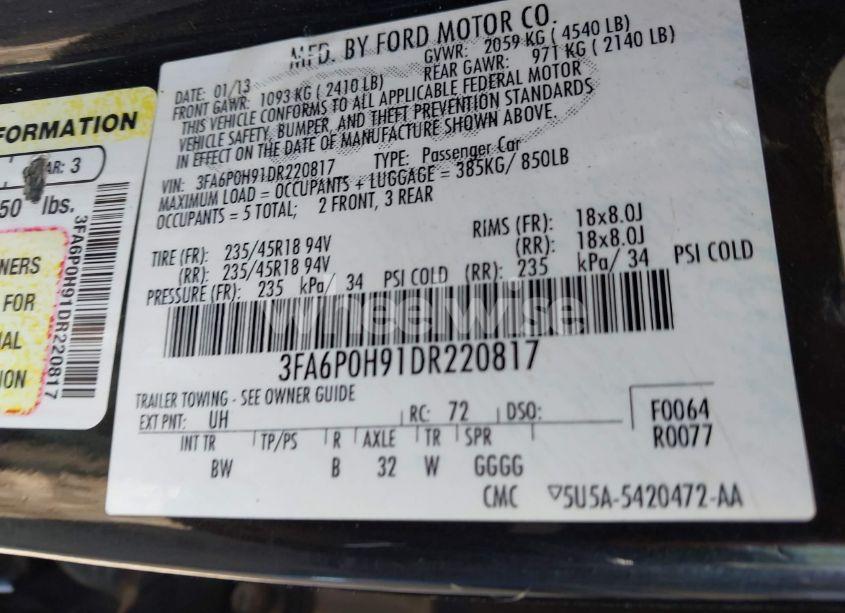 MFD. BY FORD MOTOR CO.
DATE: 01/13 GVWR: 2059 KG ( 4540 LB)
FRONT GAWR: 1093 KG ( 2410 LB) REAR GAWR: 971 KG ( 2140 LB)
THIS VEHICLE CONFORMS TO ALL APPLICABLE FEDERAL MOTOR
VEHICLE SAFETY, BUMPER, AND THEFT PREVENTION STANDARDS
IN EFFECT ON THE DATE OF MANUFACTURE SHOWN ABOVE.
VIN: 3FA6P0H91DR220817 TYPE: Passenger Car
MAXIMUM LOAD = OCCUPANTS + LUGGAGE = 385KG/ 850LB
OCCUPANTS = 5 TOTAL; 2 FRONT, 3 REAR
TIRE (FR): 235/45R18 94V RIMS (FR): 18x8.0J
(RR): 235/45R18 94V (RR): 18x8.0J
PRESSURE (FR): 235 kPa/ 34 PSI COLD (RR): 235 kPa/ 34 PSI COLD
wheelwise
3FA6P0H91DR220817
TRAILER TOWING - SEE OWNER GUIDE
EXT PNT: UH RC: 72 DSO: F0064
R0077
INT TR TP/PS R AXLE TR SPR
BW B 32 W GGGG
CMC ▽5U5A-5420472-AA
FORMATION
AR: 3
50 lbs.
NERS
FOR
AL
ION
3FA6P0H91DR220817